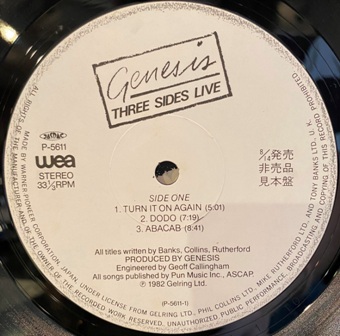 Genesis
THREE SIDES LIVE
P-5611
wea
STEREO
33⅓RPM
8/4発売
非売品
見本盤
SIDE ONE
1. TURN IT ON AGAIN (5:01)
2. DODO (7:19)
3. ABACAB (8:41)
All titles written by Banks, Collins, Rutherford
PRODUCED BY GENESIS
Engineered by Geoff Callingham
All songs published by Pun Music Inc., ASCAP.
℗ 1982 Gelring Ltd.
(P-5611-1)
MADE BY WARNER-PIONEER CORPORATION, JAPAN, UNDER LICENSE FROM GELRING LTD., PHIL COLLINS LTD., MIKE RUTHERFORD LTD. AND TONY BANKS LTD., U.K.
ALL RIGHTS OF THE MANUFACTURER AND OF THE OWNER OF THE RECORDED WORK RESERVED. UNAUTHORIZED PUBLIC PERFORMANCE, BROADCASTING AND COPYING OF THIS RECORD PROHIBITED.